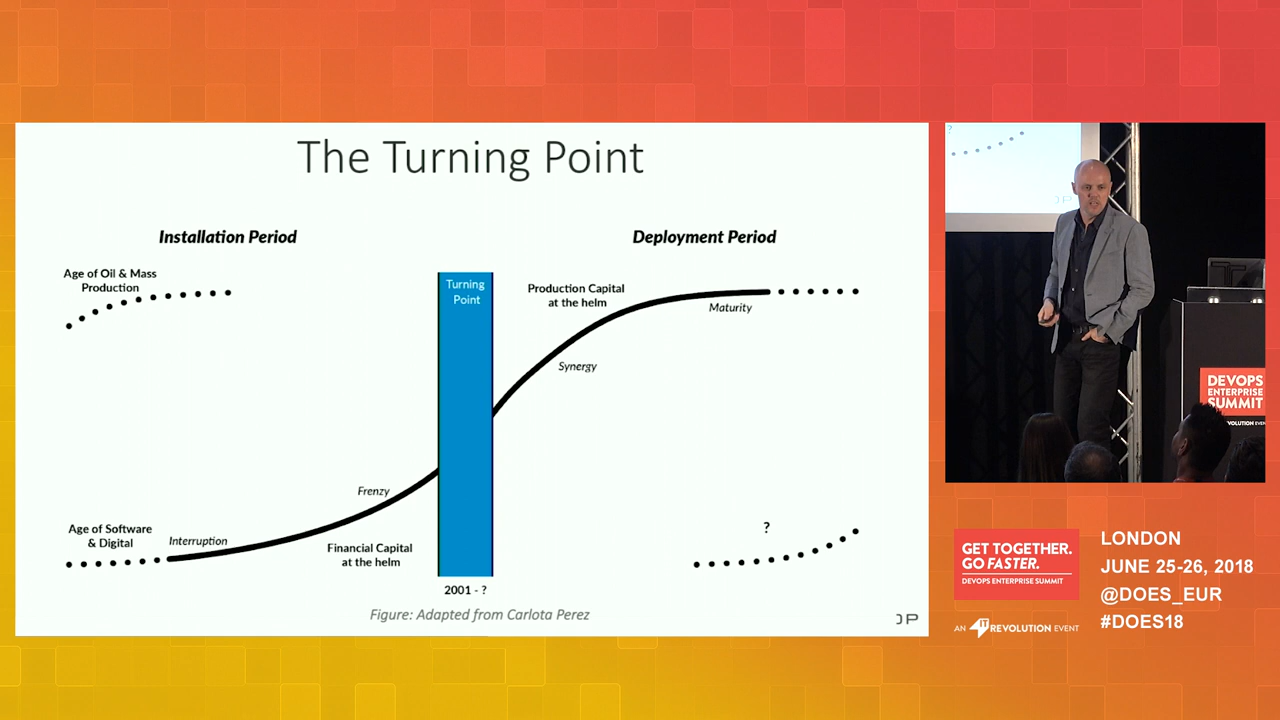 The Turning Point
Installation Period
Deployment Period
Age of Oil & Mass
Production
Turning
Point
Production Capital
at the helm
Maturity
Synergy
Frenzy
Age of Software
& Digital
Interruption
Financial Capital
at the helm
?
2001 - ?
Figure: Adapted from Carlota Perez
OP
?
OP
DEVOPS
ENTERPRISE
SUMMIT
GET TOGETHER.
GO FASTER.
DEVOPS ENTERPRISE SUMMIT
AN IT REVOLUTION EVENT
LONDON
JUNE 25-26, 2018
@DOES_EUR
#DOES18